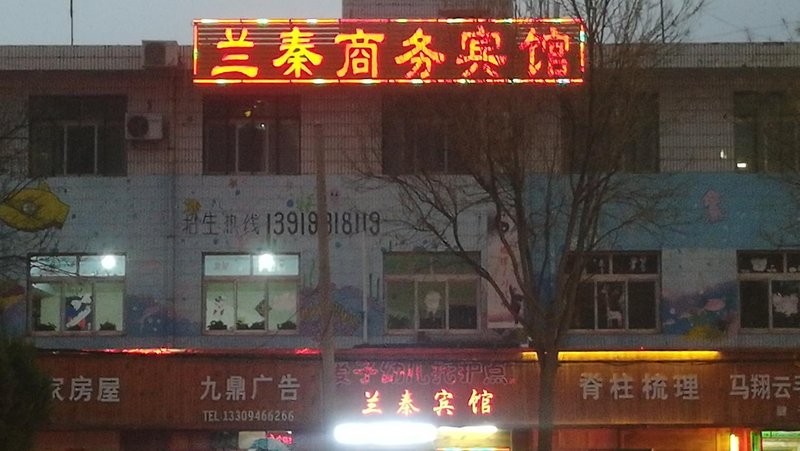 兰秦商务宾馆
招生热线 13919318119
家房屋
九鼎广告
TEL:13309466266
兰秦宾馆
脊柱梳理
马翔云手